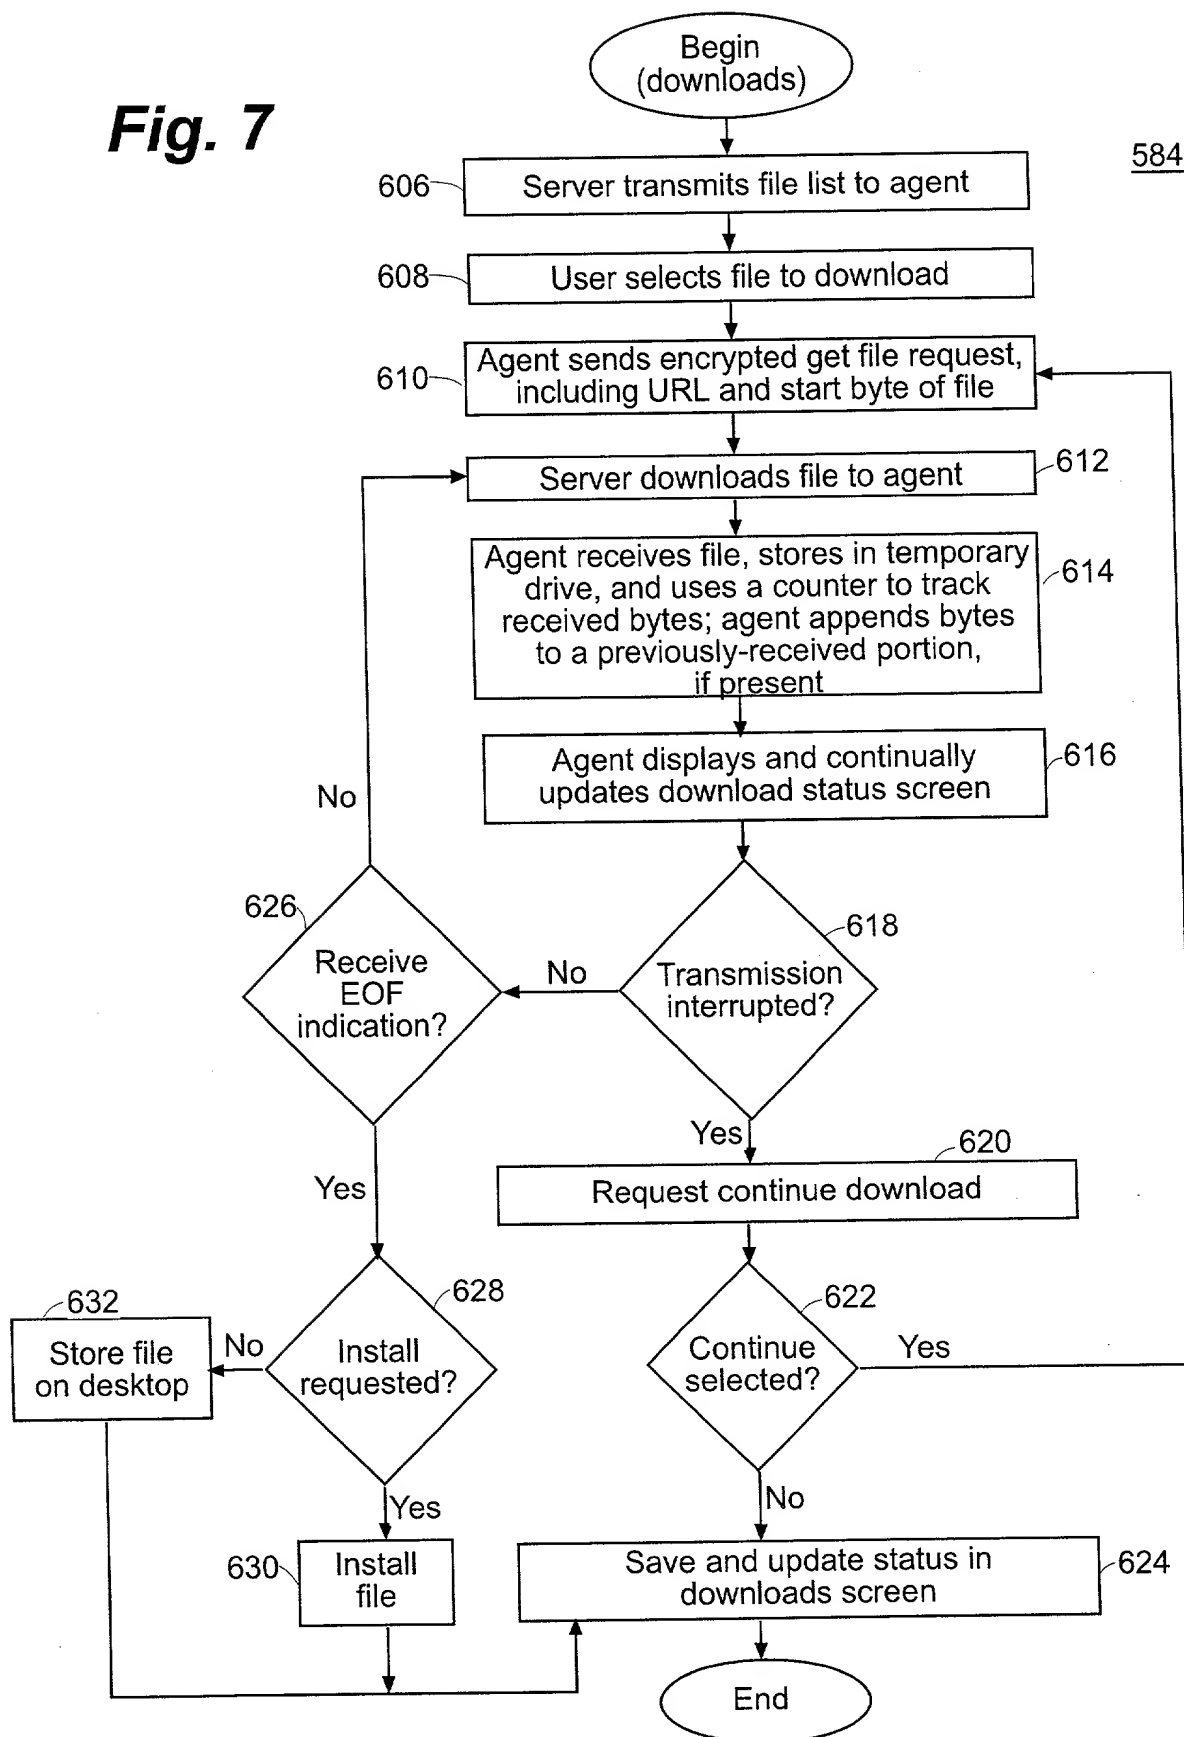 Begin
(downloads)
Fig. 7
584
606
Server transmits file list to agent
608
User selects file to download
610
Agent sends encrypted get file request,
including URL and start byte of file
Server downloads file to agent
612
Agent receives file, stores in temporary
drive, and uses a counter to track
received bytes; agent appends bytes
to a previously-received portion,
if present
614
Agent displays and continually
updates download status screen
616
No
626
Receive
EOF
indication?
No
618
Transmission
interrupted?
Yes
620
Request continue download
Yes
628
Install
requested?
622
Continue
selected?
Yes
632
Store file
on desktop
No
Yes
No
630
Install
file
Save and update status in
downloads screen
624
End